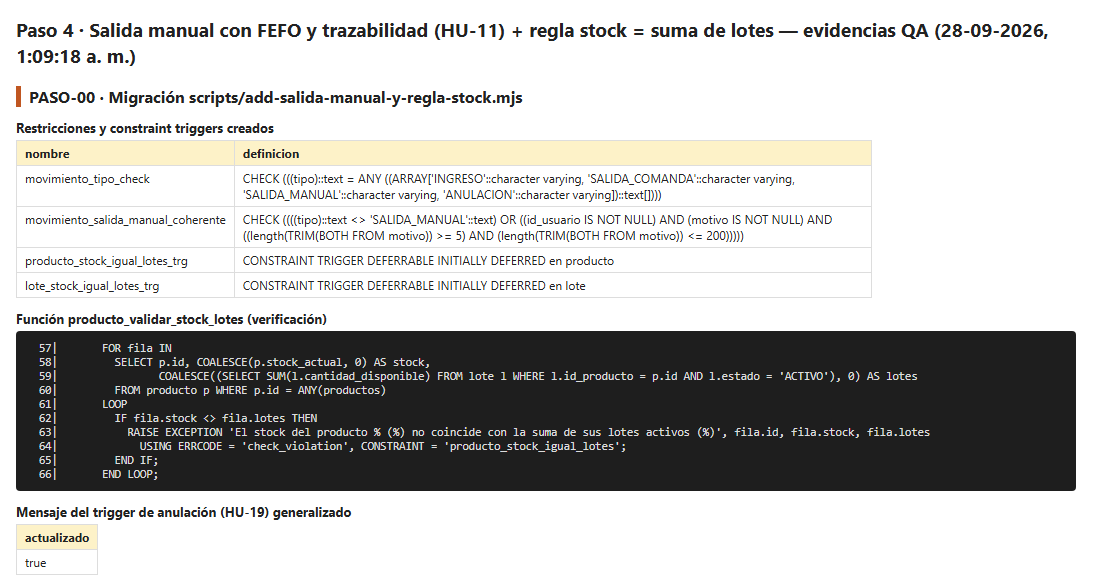 Paso 4 · Salida manual con FEFO y trazabilidad (HU-11) + regla stock = suma de lotes — evidencias QA (28-09-2026,
1:09:18 a. m.)
PASO-00 · Migración scripts/add-salida-manual-y-regla-stock.mjs
Restricciones y constraint triggers creados
nombre definicion
movimiento_tipo_check CHECK (((tipo)::text = ANY ((ARRAY['INGRESO'::character varying, 'SALIDA_COMANDA'::character varying,
'SALIDA_MANUAL'::character varying, 'ANULACION'::character varying])::text[])))
movimiento_salida_manual_coherente CHECK ((((tipo)::text <> 'SALIDA_MANUAL'::text) OR ((id_usuario IS NOT NULL) AND (motivo IS NOT NULL) AND
((length(TRIM(BOTH FROM motivo)) >= 5) AND (length(TRIM(BOTH FROM motivo)) <= 200)))))
producto_stock_igual_lotes_trg CONSTRAINT TRIGGER DEFERRABLE INITIALLY DEFERRED en producto
lote_stock_igual_lotes_trg CONSTRAINT TRIGGER DEFERRABLE INITIALLY DEFERRED en lote
Función producto_validar_stock_lotes (verificación)
57| FOR fila IN
58| SELECT p.id, COALESCE(p.stock_actual, 0) AS stock,
59| COALESCE((SELECT SUM(l.cantidad_disponible) FROM lote l WHERE l.id_producto = p.id AND l.estado = 'ACTIVO'), 0) AS lotes
60| FROM producto p WHERE p.id = ANY(productos)
61| LOOP
62| IF fila.stock <> fila.lotes THEN
63| RAISE EXCEPTION 'El stock del producto % (%) no coincide con la suma de sus lotes activos (%)', fila.id, fila.stock, fila.lotes
64| USING ERRCODE = 'check_violation', CONSTRAINT = 'producto_stock_igual_lotes';
65| END IF;
66| END LOOP;
Mensaje del trigger de anulación (HU-19) generalizado
actualizado
true